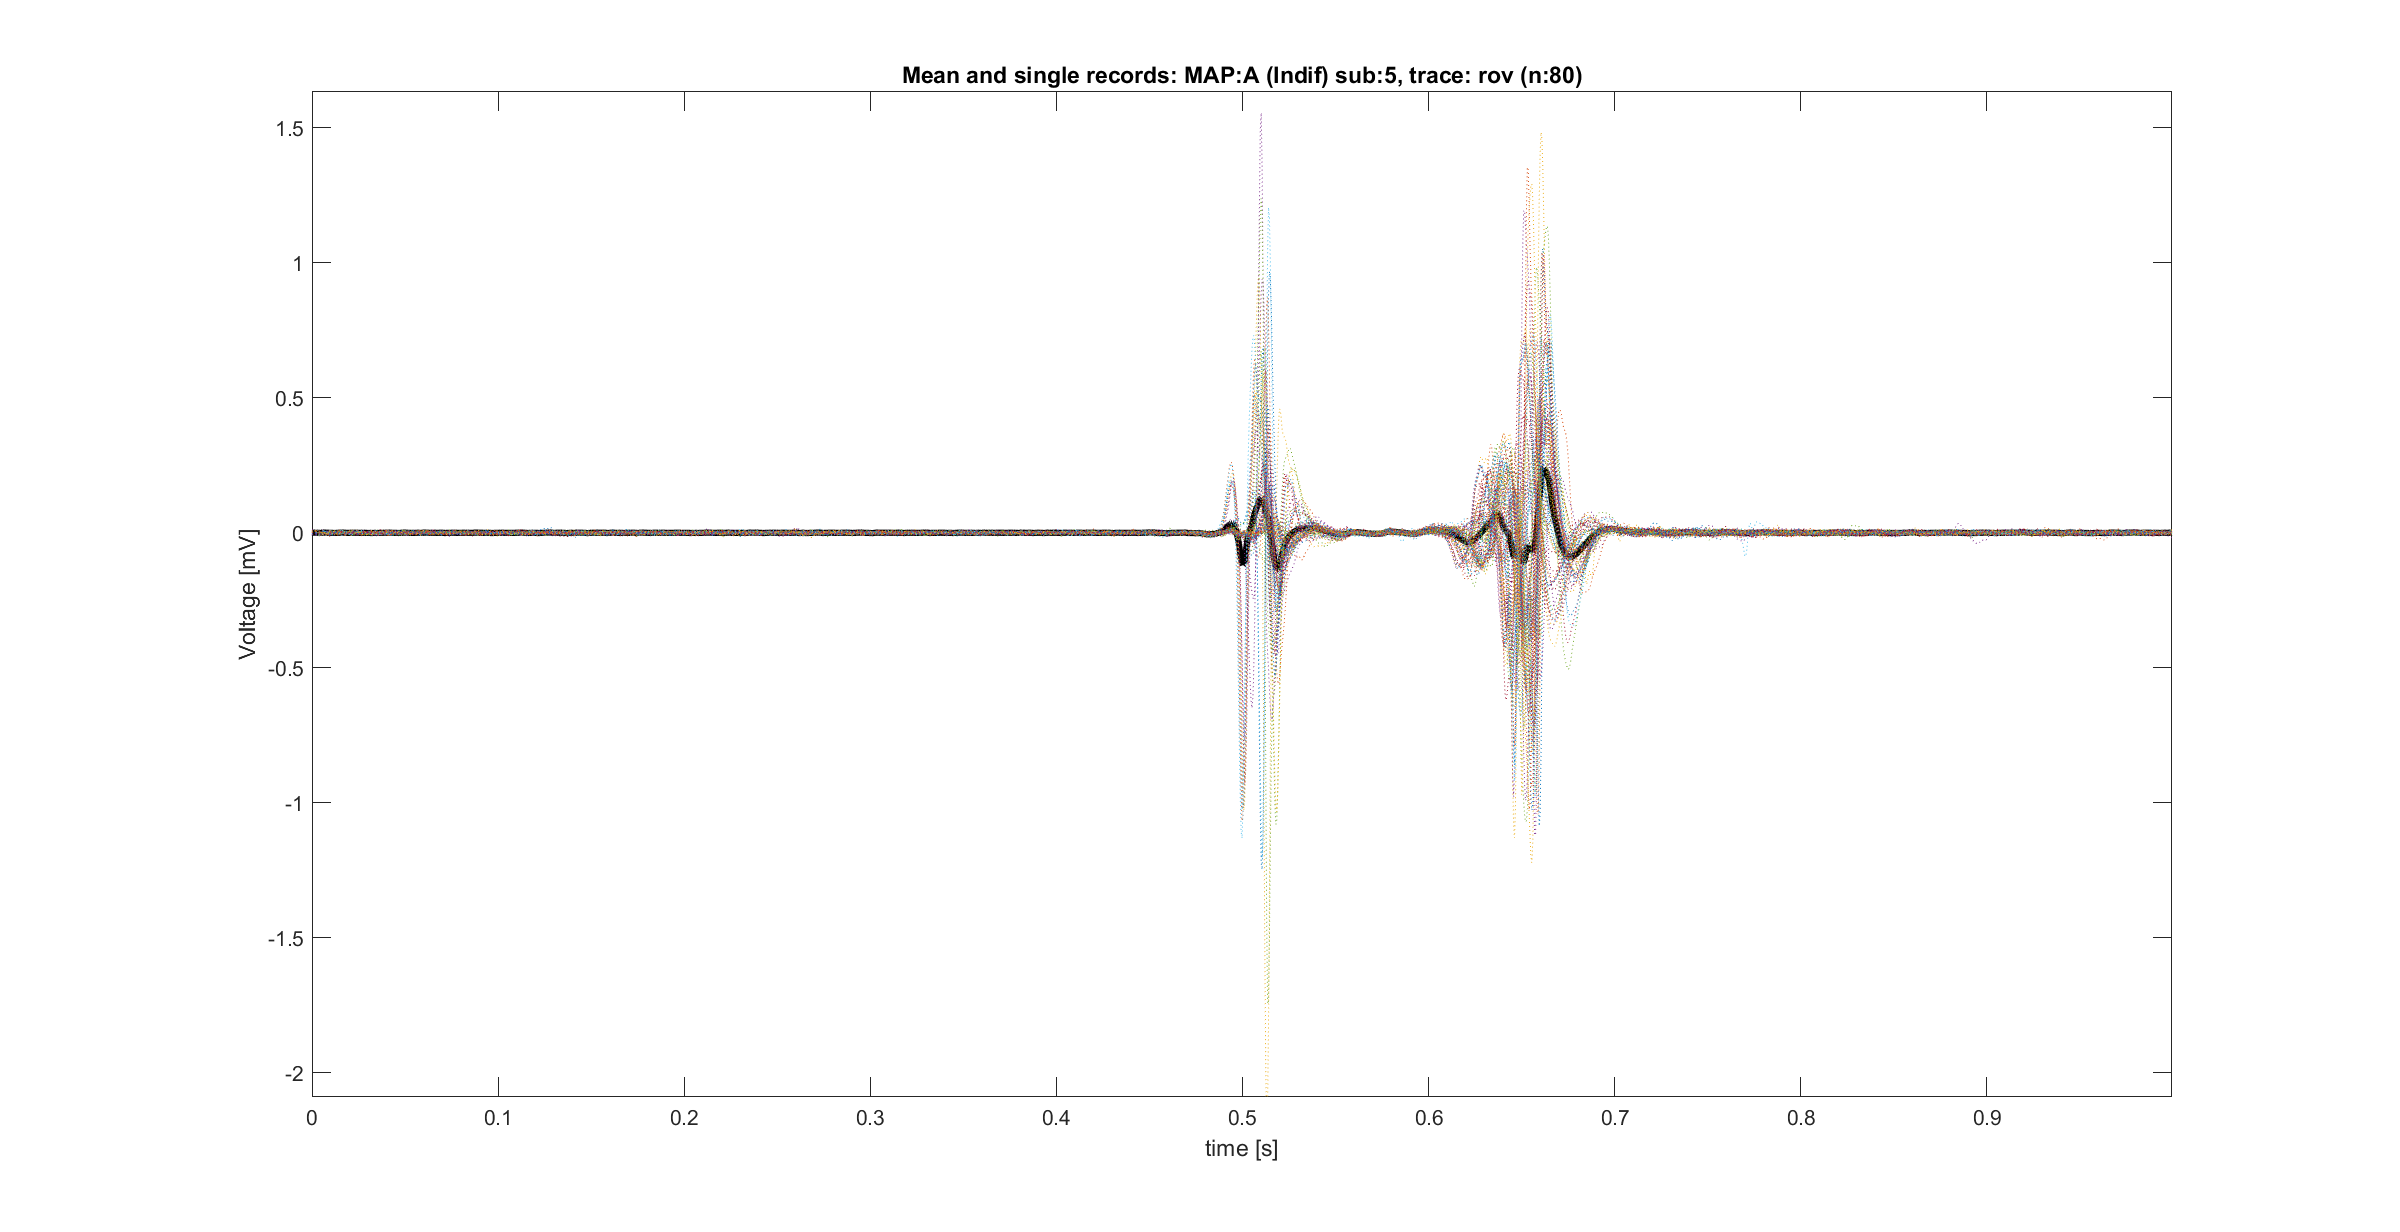 Mean and single records: MAP:A (Indif) sub:5, trace: rov (n:80)
1.5
1
0.5
0
-0.5
-1
-1.5
-2
Voltage [mV]
0 0.1 0.2 0.3 0.4 0.5 0.6 0.7 0.8 0.9
time [s]